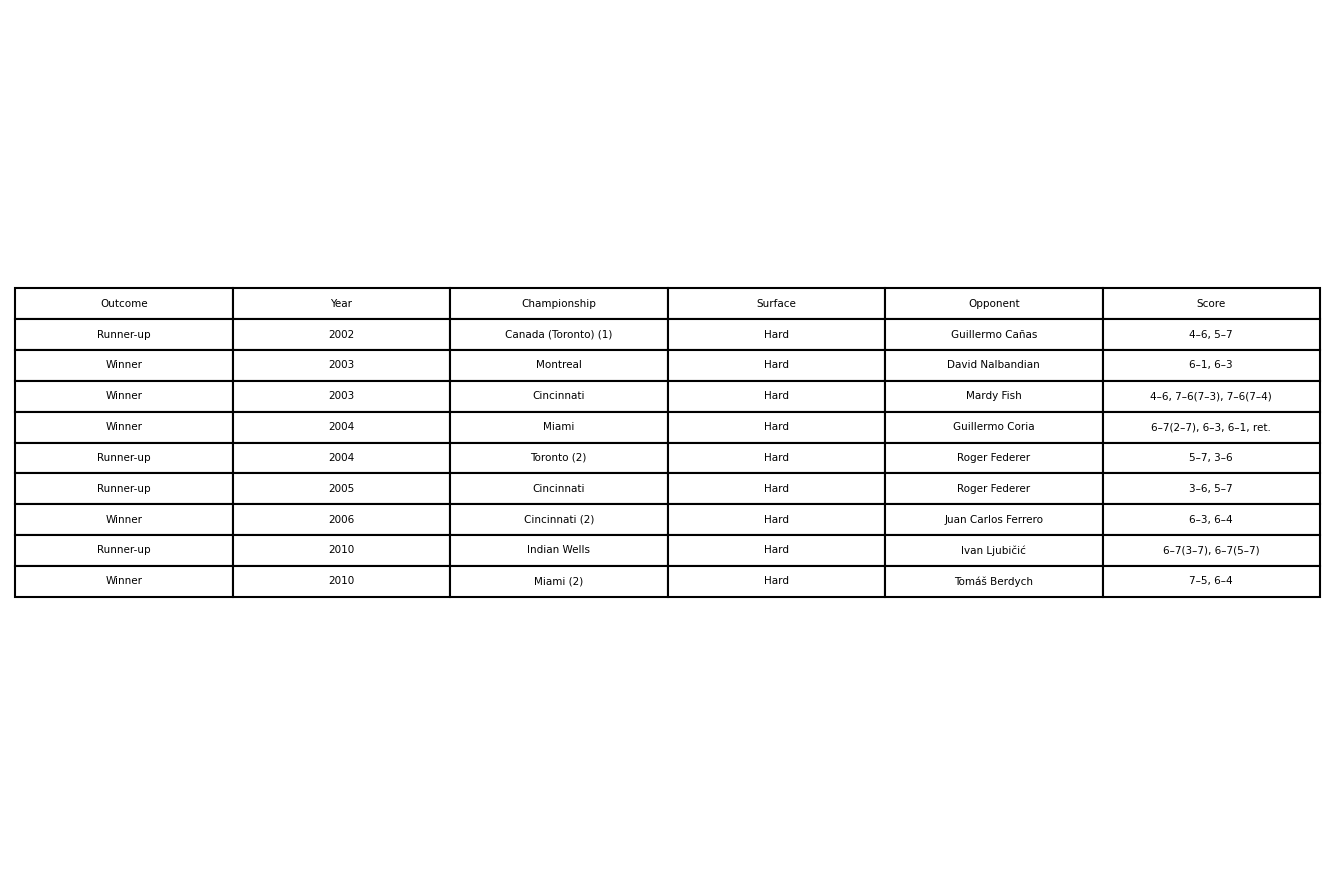 Outcome Year Championship Surface Opponent Score
Runner-up 2002 Canada (Toronto) (1) Hard Guillermo Cañas 4–6, 5–7
Winner 2003 Montreal Hard David Nalbandian 6–1, 6–3
Winner 2003 Cincinnati Hard Mardy Fish 4–6, 7–6(7–3), 7–6(7–4)
Winner 2004 Miami Hard Guillermo Coria 6–7(2–7), 6–3, 6–1, ret.
Runner-up 2004 Toronto (2) Hard Roger Federer 5–7, 3–6
Runner-up 2005 Cincinnati Hard Roger Federer 3–6, 5–7
Winner 2006 Cincinnati (2) Hard Juan Carlos Ferrero 6–3, 6–4
Runner-up 2010 Indian Wells Hard Ivan Ljubičić 6–7(3–7), 6–7(5–7)
Winner 2010 Miami (2) Hard Tomáš Berdych 7–5, 6–4